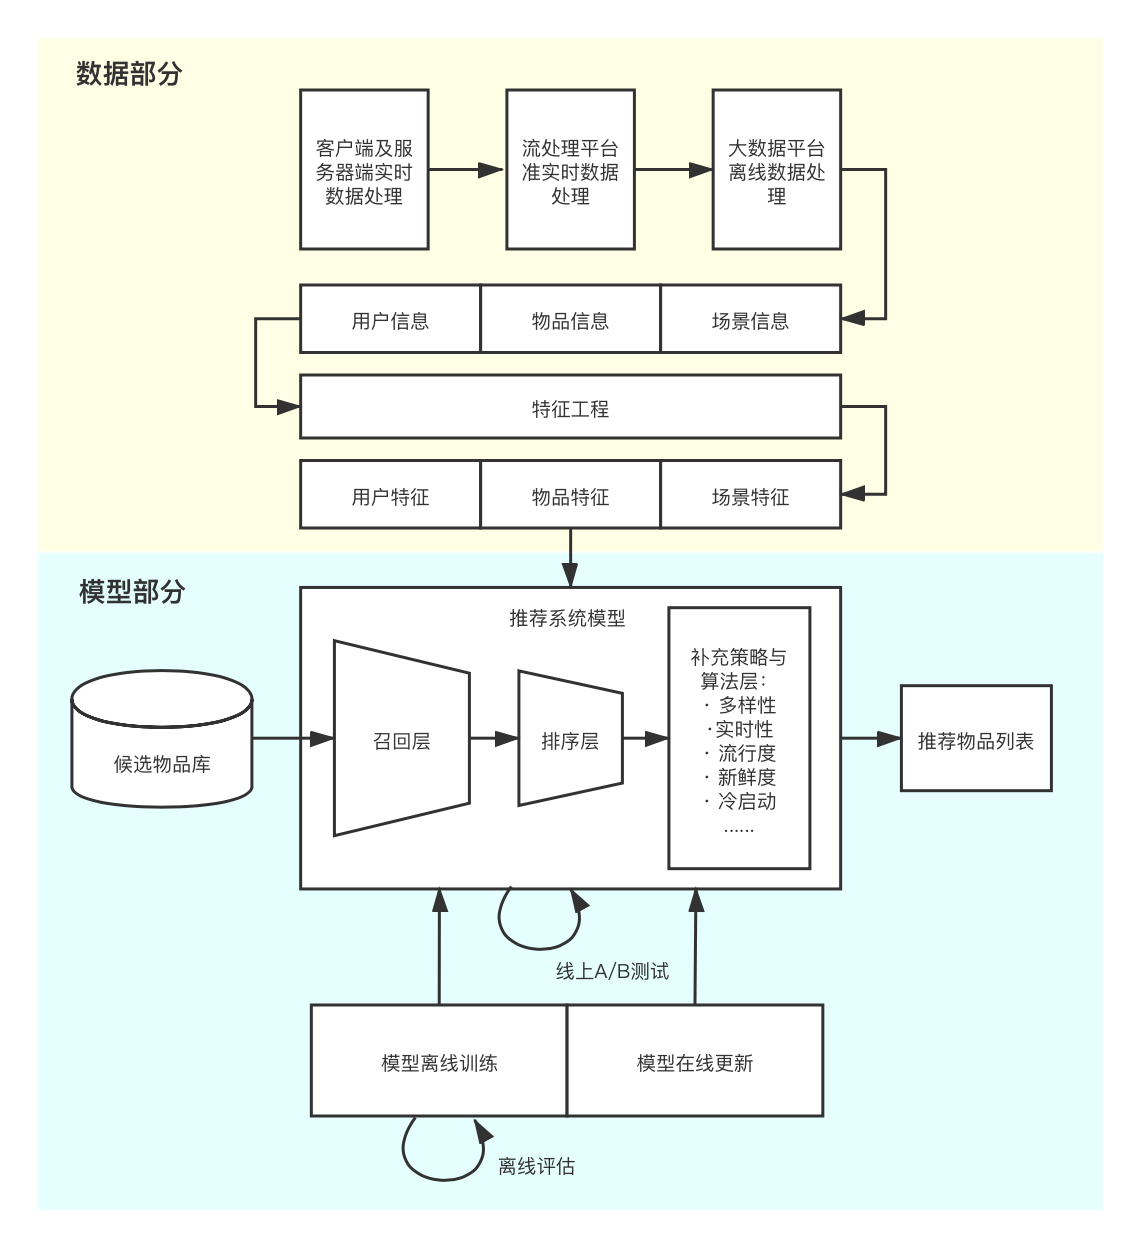 数据部分
客户端及服
务器端实时
数据处理
流处理平台
准实时数据
处理
大数据平台
离线数据处
理
用户信息
物品信息
场景信息
特征工程
用户特征
物品特征
场景特征
模型部分
推荐系统模型
候选物品库
召回层
排序层
补充策略与
算法层：
· 多样性
·实时性
· 流行度
· 新鲜度
· 冷启动
......
推荐物品列表
线上A/B测试
模型离线训练
模型在线更新
离线评估